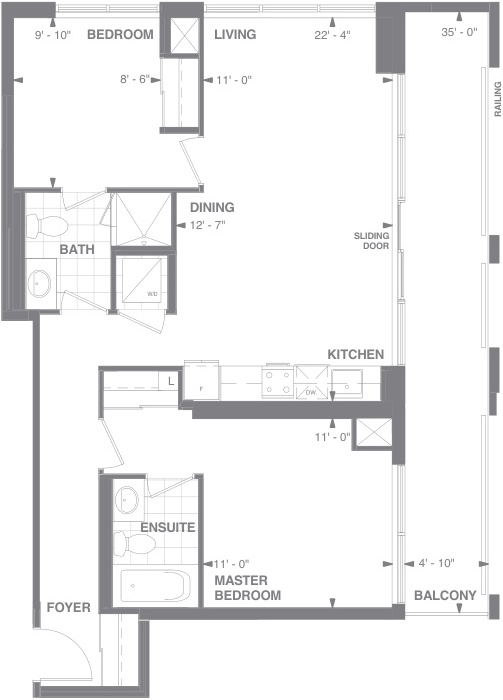 9' - 10" BEDROOM LIVING 22' - 4" 35' - 0"
8' - 6" 11' - 0"
RAILING
DINING
12' - 7"
SLIDING
DOOR
BATH
W/D
KITCHEN
L F DW
11' - 0"
ENSUITE
11' - 0" 4' - 10"
MASTER
BEDROOM
BALCONY
FOYER